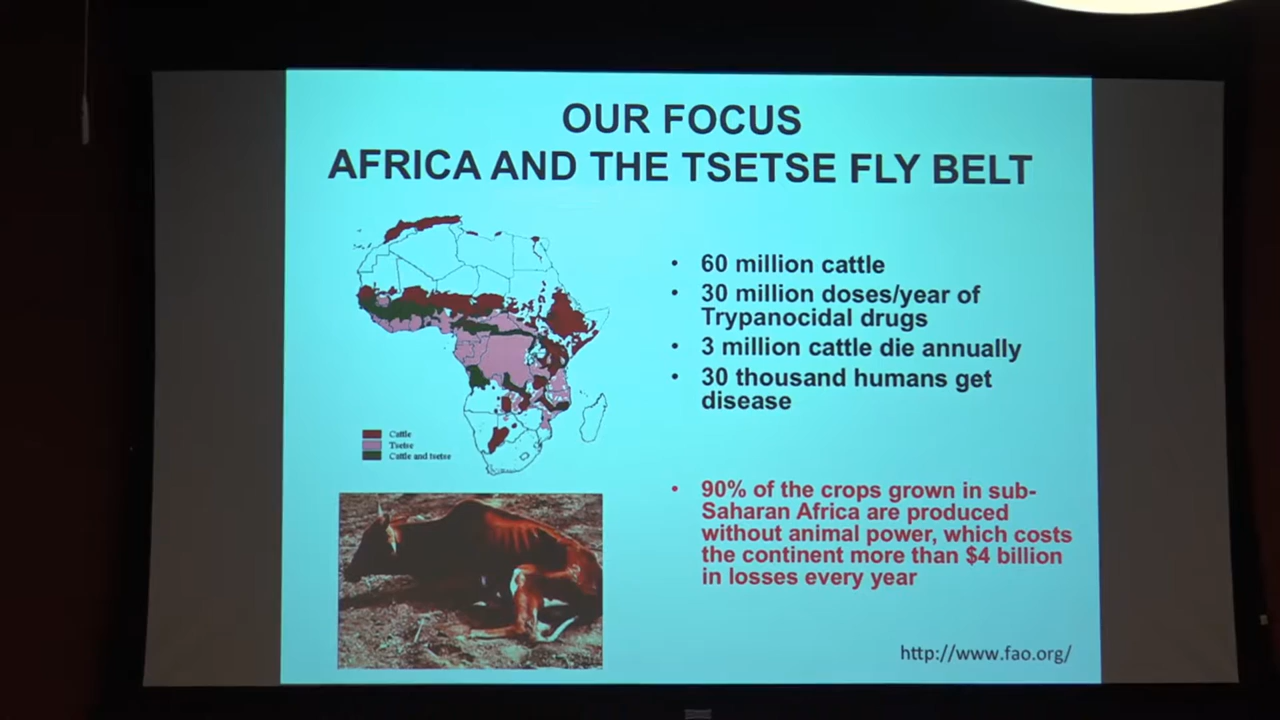 OUR FOCUS
AFRICA AND THE TSETSE FLY BELT
• 60 million cattle
• 30 million doses/year of
Trypanocidal drugs
• 3 million cattle die annually
• 30 thousand humans get
disease
Cattle
Tsetse
Cattle and tsetse
• 90% of the crops grown in sub-
Saharan Africa are produced
without animal power, which costs
the continent more than $4 billion
in losses every year
http://www.fao.org/